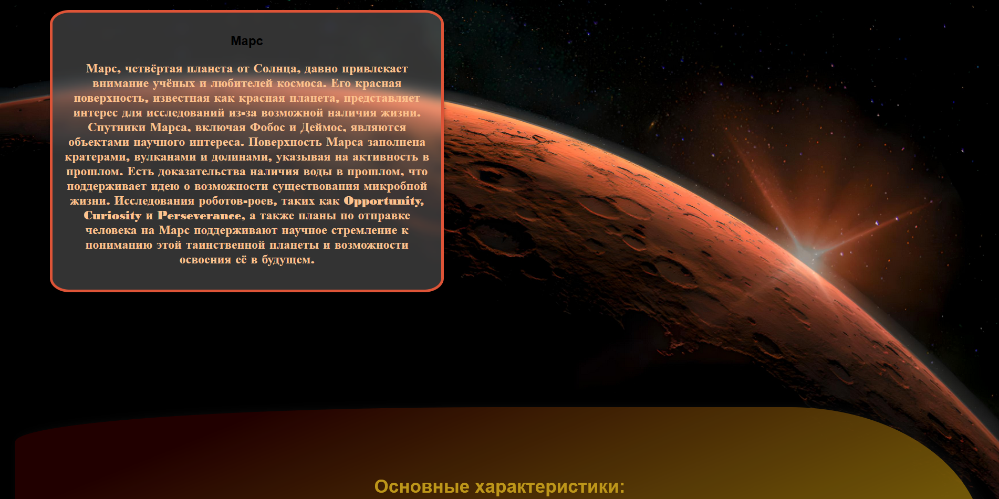 Марс
Марс, четвёртая планета от Солнца, давно привлекает
внимание учёных и любителей космоса. Его красная
поверхность, известная как красная планета, представляет
интерес для исследований из-за возможной наличия жизни.
Спутники Марса, включая Фобос и Деймос, являются
объектами научного интереса. Поверхность Марса заполнена
кратерами, вулканами и долинами, указывая на активность в
прошлом. Есть доказательства наличия воды в прошлом, что
поддерживает идею о возможности существования микробной
жизни. Исследования роботов-роев, таких как Opportunity,
Curiosity и Perseverance, а также планы по отправке
человека на Марс поддерживают научное стремление к
пониманию этой таинственной планеты и возможности
освоения её в будущем.
Основные характеристики: